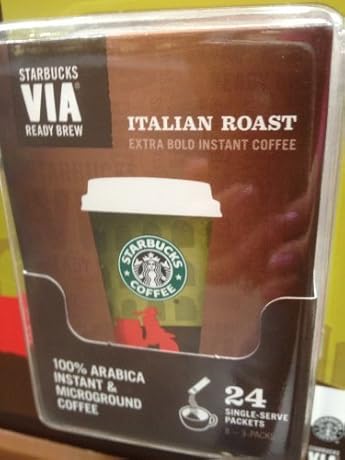 STARBUCKS
VIA®
READY BREW
ITALIAN ROAST
EXTRA BOLD INSTANT COFFEE
STARBUCKS
COFFEE
100% ARABICA
INSTANT &
MICROGROUND
COFFEE
24
SINGLE-SERVE
PACKETS